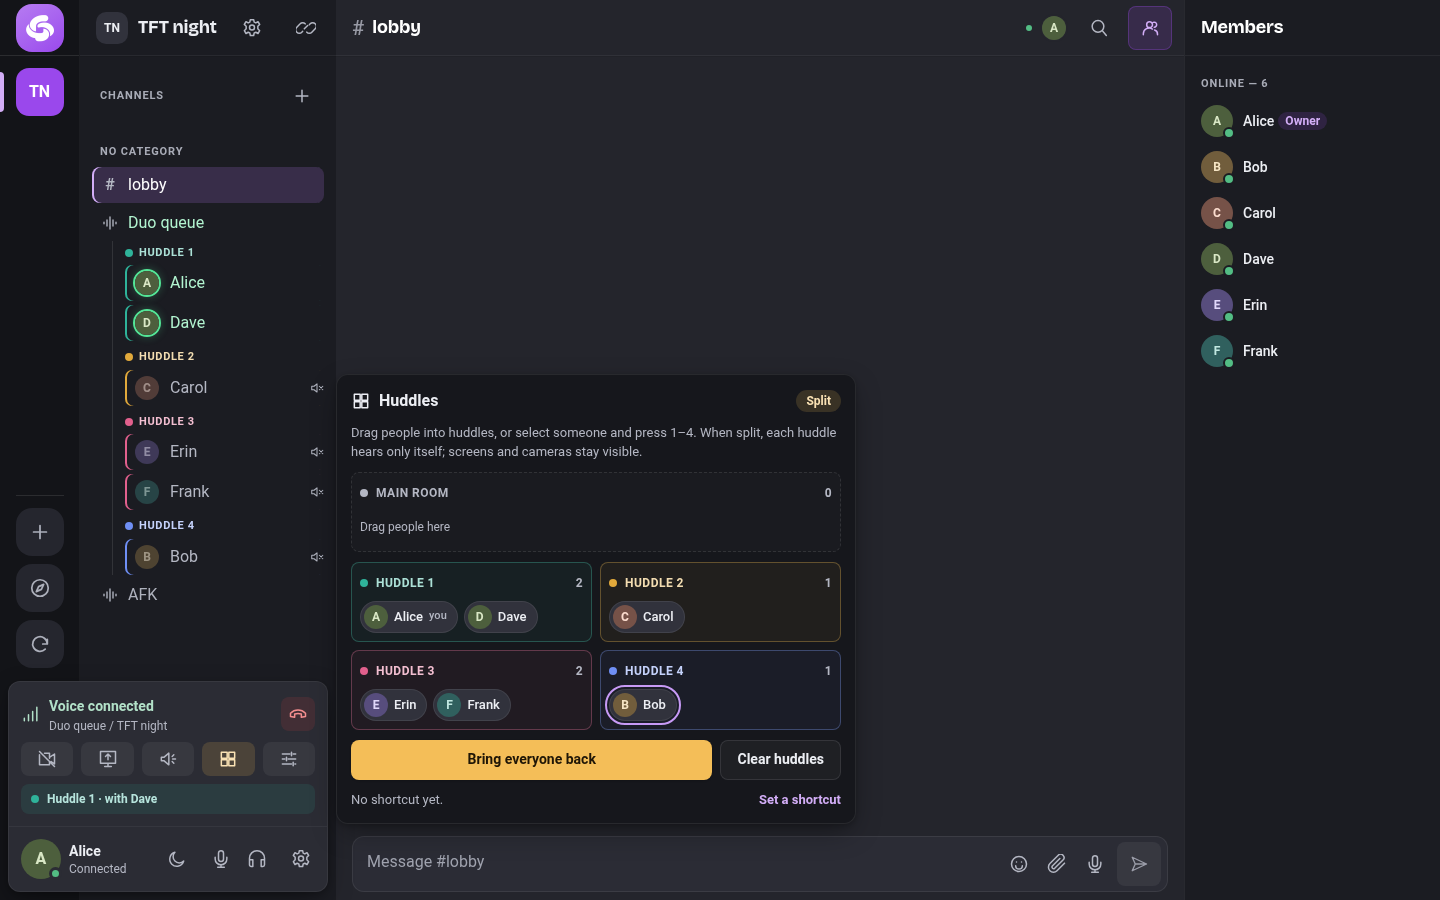 TN
TN
TFT night
CHANNELS
NO CATEGORY
# lobby
Duo queue
HUDDLE 1
A Alice
D Dave
HUDDLE 2
C Carol
HUDDLE 3
E Erin
F Frank
HUDDLE 4
B Bob
AFK
Voice connected
Duo queue / TFT night
Huddle 1 · with Dave
A Alice
Connected
# lobby
A
Huddles
Split
Drag people into huddles, or select someone and press 1–4. When split, each huddle
hears only itself; screens and cameras stay visible.
MAIN ROOM 0
Drag people here
HUDDLE 1 2
A Alice you D Dave
HUDDLE 2 1
C Carol
HUDDLE 3 2
E Erin F Frank
HUDDLE 4 1
B Bob
Bring everyone back
Clear huddles
No shortcut yet.
Set a shortcut
Message #lobby
Members
ONLINE — 6
A Alice Owner
B Bob
C Carol
D Dave
E Erin
F Frank